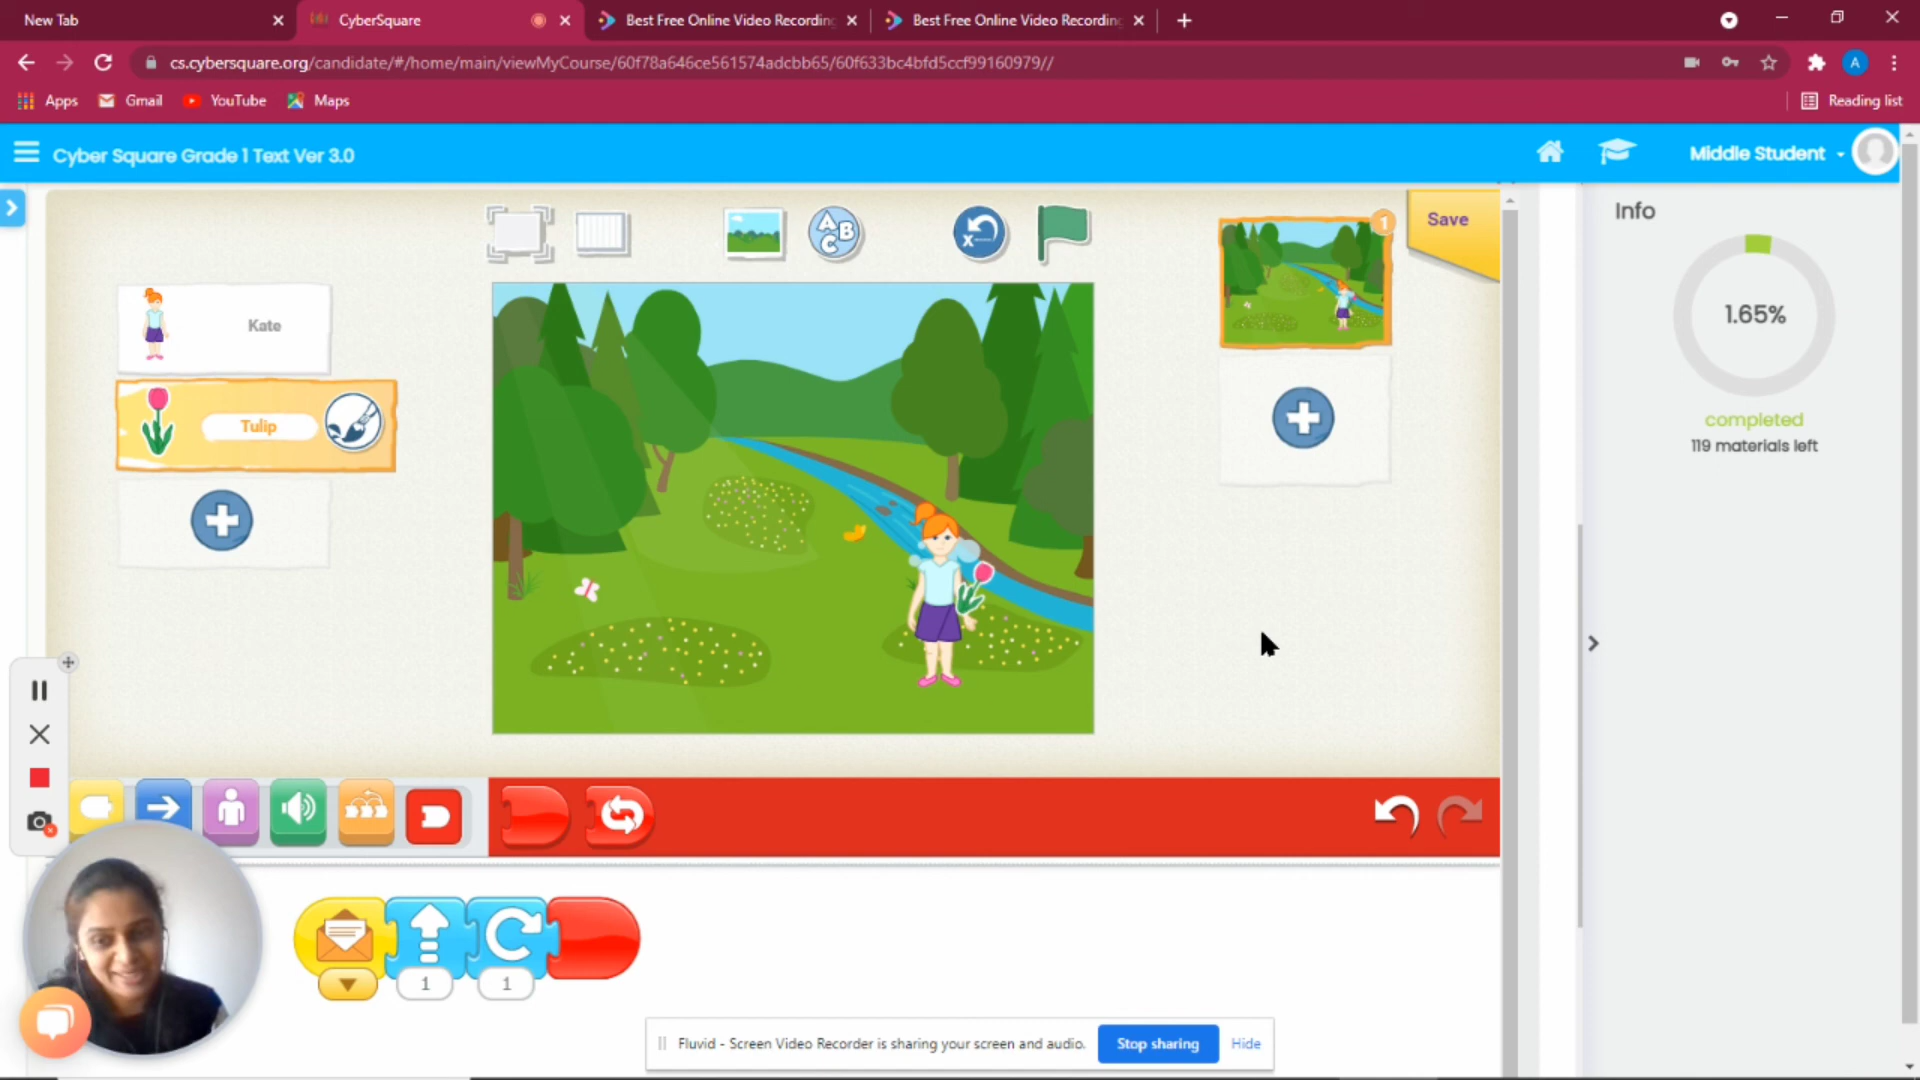 New Tab
CyberSquare
Best Free Online Video Recording
Best Free Online Video Recording
cs.cybersquare.org/candidate/#/home/main/viewMyCourse/60f78a646ce561574adcbb65/60f633bc4bfd5ccf99160979//
A
Apps
Gmail
YouTube
Maps
Reading list
Cyber Square Grade 1 Text Ver 3.0
Middle Student
A B C
x
1
Save
Info
Kate
1.65%
Tulip
completed
119 materials left
1
1
Fluvid - Screen Video Recorder is sharing your screen and audio.
Stop sharing
Hide